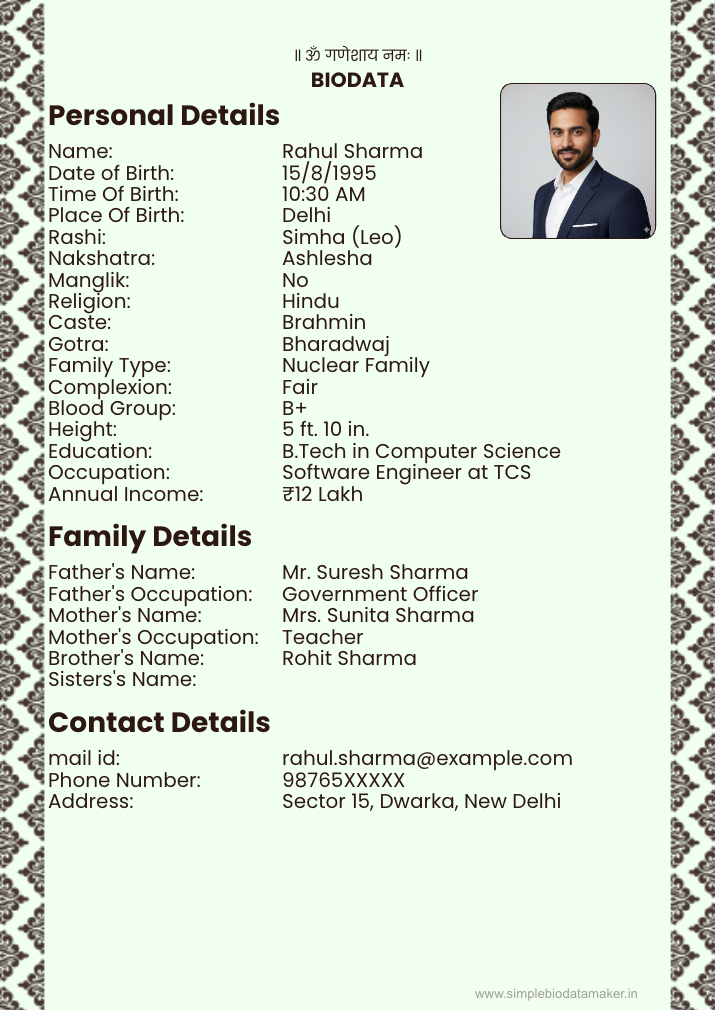 ॥ ॐ गणेशाय नमः ॥
BIODATA
Personal Details
Name: Rahul Sharma
Date of Birth: 15/8/1995
Time Of Birth: 10:30 AM
Place Of Birth: Delhi
Rashi: Simha (Leo)
Nakshatra: Ashlesha
Manglik: No
Religion: Hindu
Caste: Brahmin
Gotra: Bharadwaj
Family Type: Nuclear Family
Complexion: Fair
Blood Group: B+
Height: 5 ft. 10 in.
Education: B.Tech in Computer Science
Occupation: Software Engineer at TCS
Annual Income: ₹12 Lakh
Family Details
Father's Name: Mr. Suresh Sharma
Father's Occupation: Government Officer
Mother's Name: Mrs. Sunita Sharma
Mother's Occupation: Teacher
Brother's Name: Rohit Sharma
Sisters's Name:
Contact Details
mail id: rahul.sharma@example.com
Phone Number: 98765XXXXX
Address: Sector 15, Dwarka, New Delhi
www.simplebiodatamaker.in